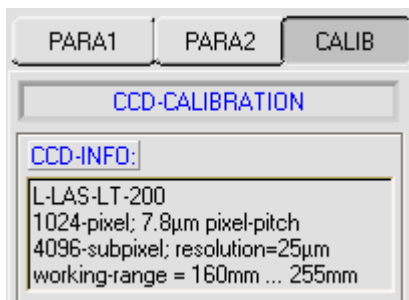 PARA1 PARA2 CALIB
CCD-CALIBRATION
CCD-INFO:
L-LAS-LT-200
1024-pixel; 7.8µm pixel-pitch
4096-subpixel; resolution=25µm
working-range = 160mm ... 255mm